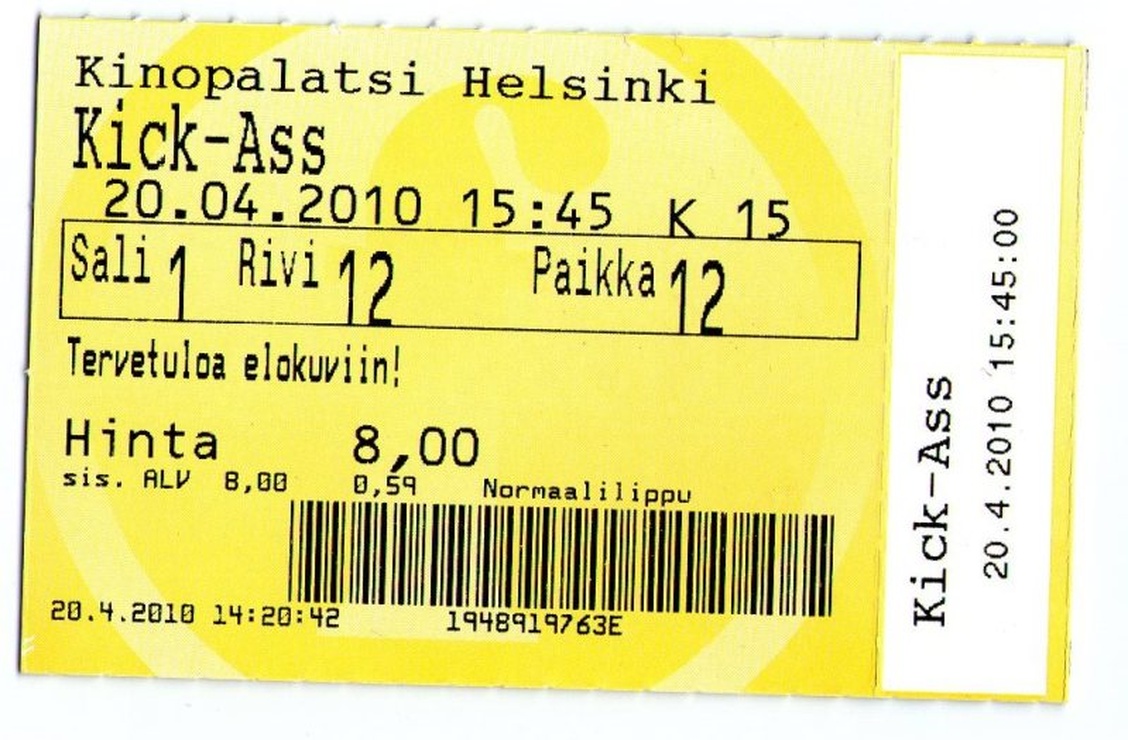 Kinopalatsi Helsinki
Kick-Ass
20.04.2010 15:45 K 15
Sali 1 Rivi 12 Paikka 12
Tervetuloa elokuviin!
Hinta 8,00
sis. ALV 8,00 0,59 Normaalilippu
20.4.2010 14:20:42 1948919763E
Kick-Ass
20.4.2010 15:45:00